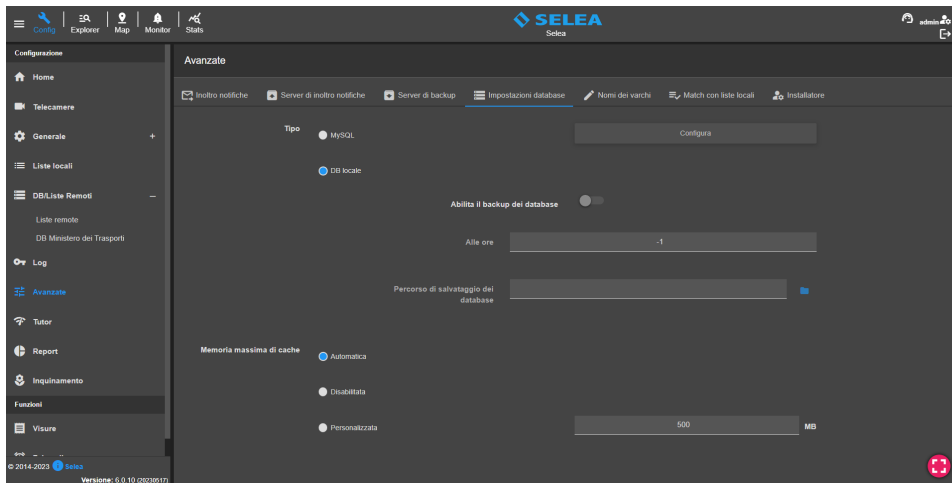 Config
Explorer
Map
Monitor
Stats
SELEA
Selea
admin
Configurazione
Home
Telecamere
Generale +
Liste locali
DB/Liste Remoti –
Liste remote
DB Ministero dei Trasporti
Log
Avanzate
Tutor
Report
Inquinamento
Funzioni
Visure
© 2014-2023 Selea
Versione: 6.0.10 (20230517)
Avanzate
Inoltro notifiche
Server di inoltro notifiche
Server di backup
Impostazioni database
Nomi dei varchi
Match con liste locali
Installatore
Tipo
MySQL
Configura
DB locale
Abilita il backup dei database
Alle ore
-1
Percorso di salvataggio dei
database
Memoria massima di cache
Automatica
Disabilitata
Personalizzata
500 MB